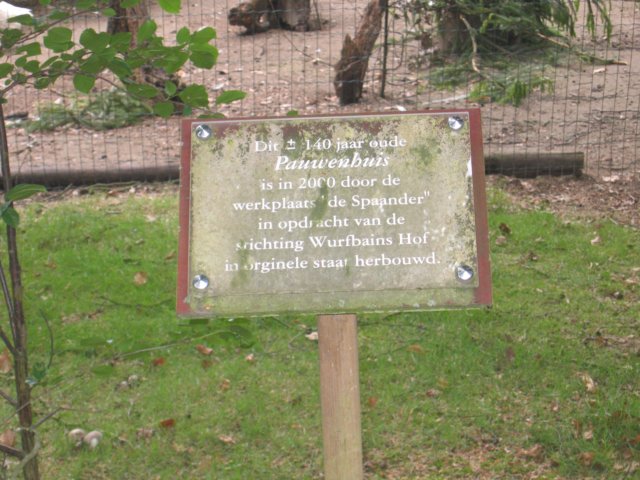 Dit ± 140 jaar oude
Pauwenhuis
is in 2000 door de
werkplaats "de Spaander"
in opdracht van de
stichting Wurfbains Hof
in orginele staat herbouwd.